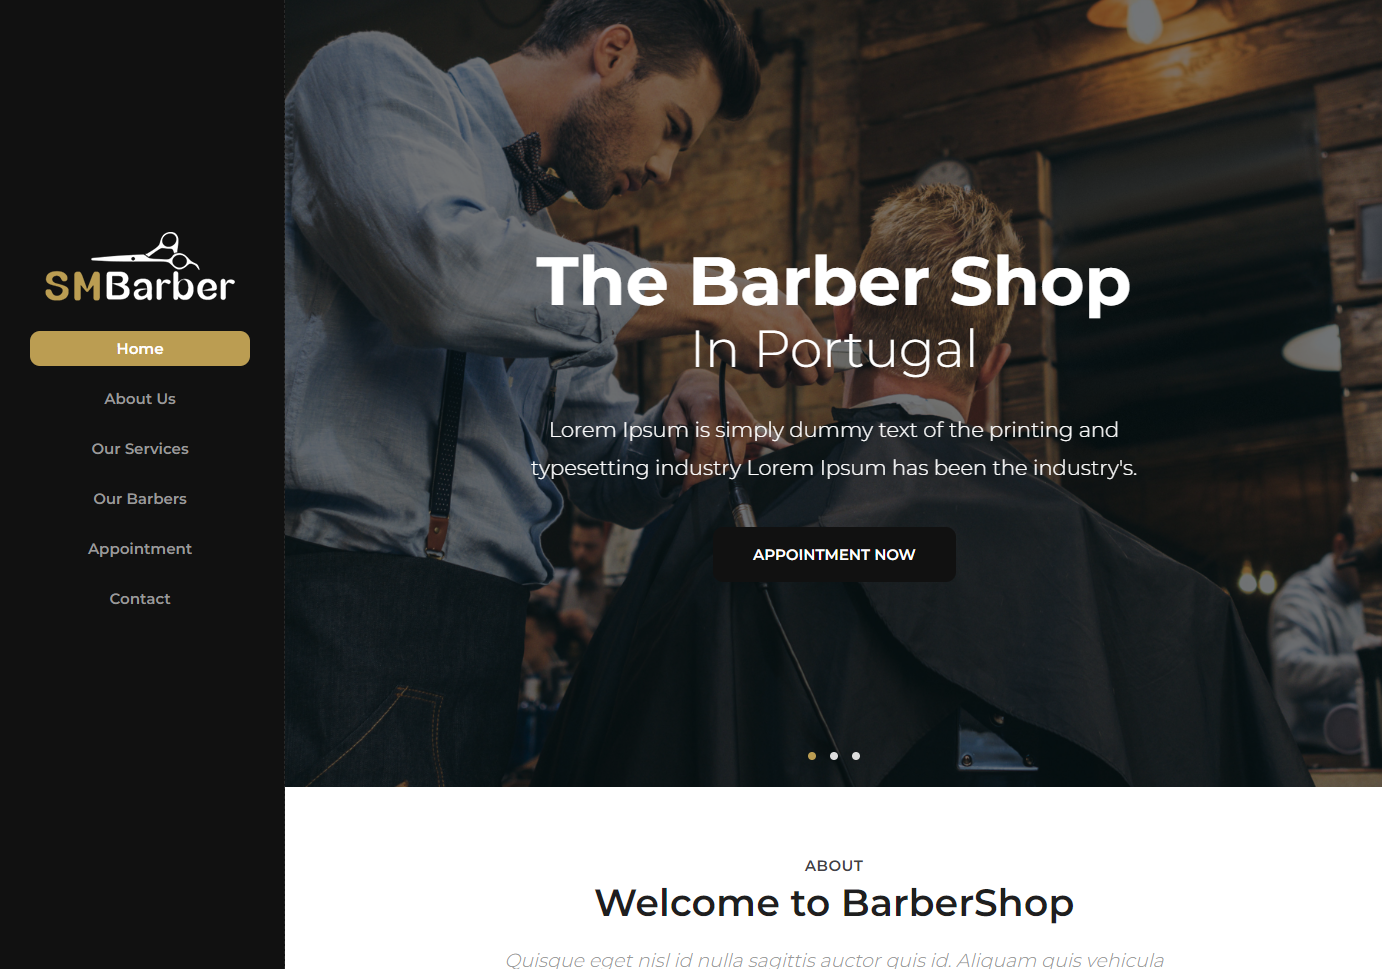 SMBarber
Home
About Us
Our Services
Our Barbers
Appointment
Contact
The Barber Shop
In Portugal
Lorem Ipsum is simply dummy text of the printing and
typesetting industry Lorem Ipsum has been the industry's.
APPOINTMENT NOW
ABOUT
Welcome to BarberShop
Quisque eget nisl id nulla sagittis auctor quis id. Aliquam quis vehicula